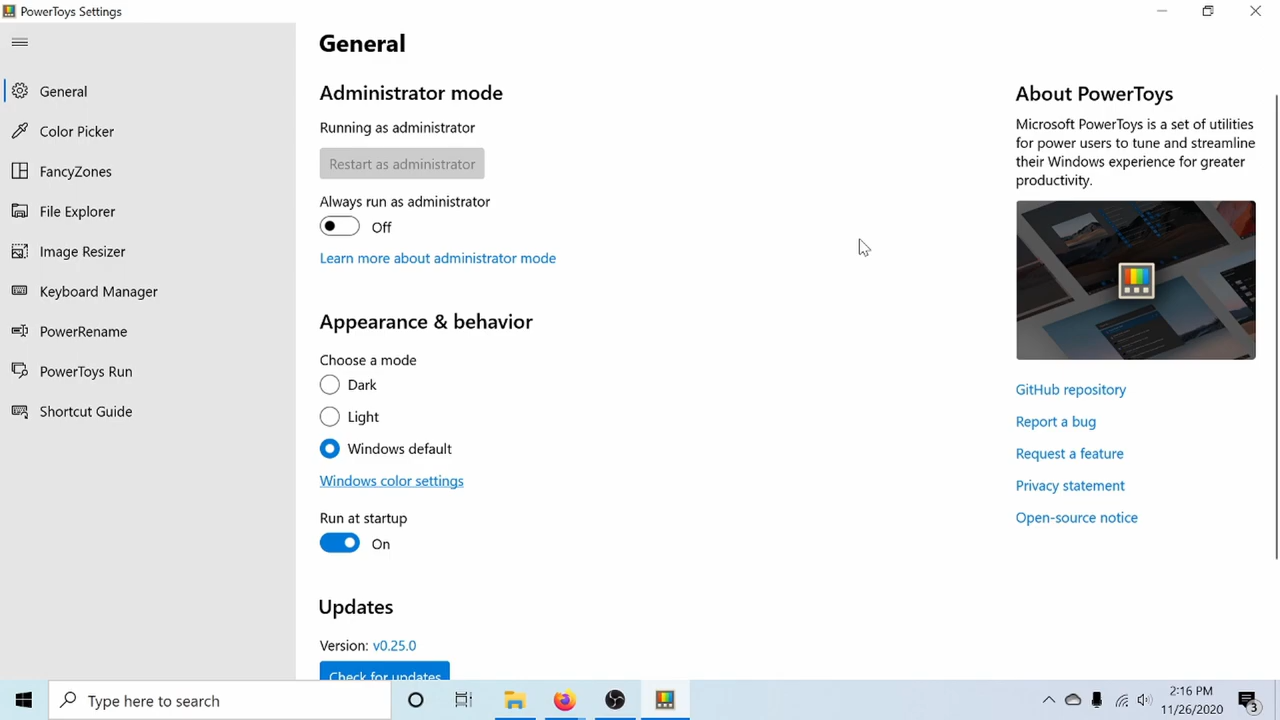 PowerToys Settings
General
Color Picker
FancyZones
File Explorer
Image Resizer
Keyboard Manager
PowerRename
PowerToys Run
Shortcut Guide
General
Administrator mode
Running as administrator
Restart as administrator
Always run as administrator
Off
Learn more about administrator mode
Appearance & behavior
Choose a mode
Dark
Light
Windows default
Windows color settings
Run at startup
On
Updates
Version: v0.25.0
Check for updates
About PowerToys
Microsoft PowerToys is a set of utilities
for power users to tune and streamline
their Windows experience for greater
productivity.
GitHub repository
Report a bug
Request a feature
Privacy statement
Open-source notice
Type here to search
2:16 PM
11/26/2020
3